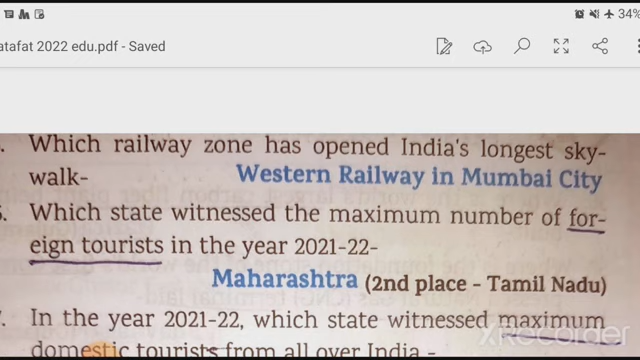 34%
atafat 2022 edu.pdf - Saved
. Which railway zone has opened India's longest sky-
walk- Western Railway in Mumbai City
. Which state witnessed the maximum number of for-
eign tourists in the year 2021-22-
Maharashtra (2nd place - Tamil Nadu)
. In the year 2021-22, which state witnessed maximum
domestic tourists from all over India -
XRecorder